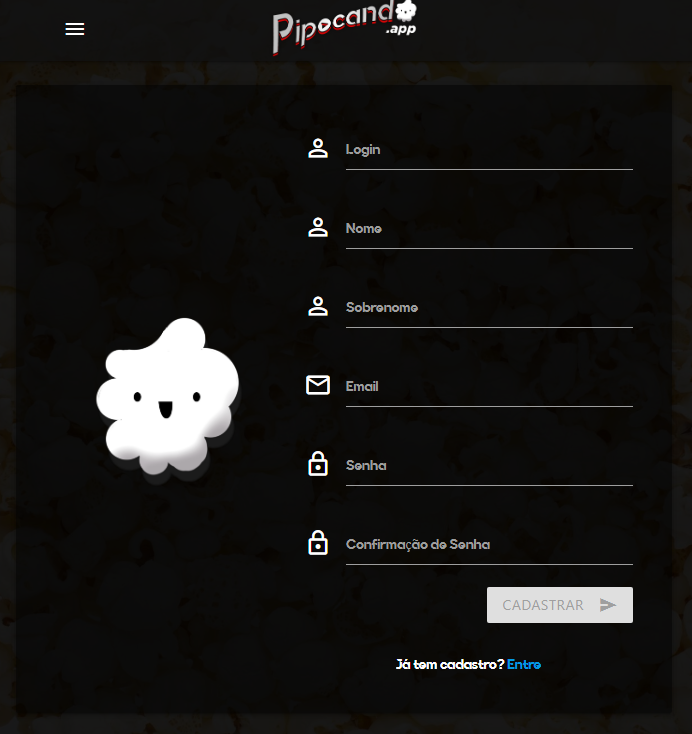 Pipocando
.app
Login
Nome
Sobrenome
Email
Senha
Confirmação de Senha
CADASTRAR
Já tem cadastro? Entre